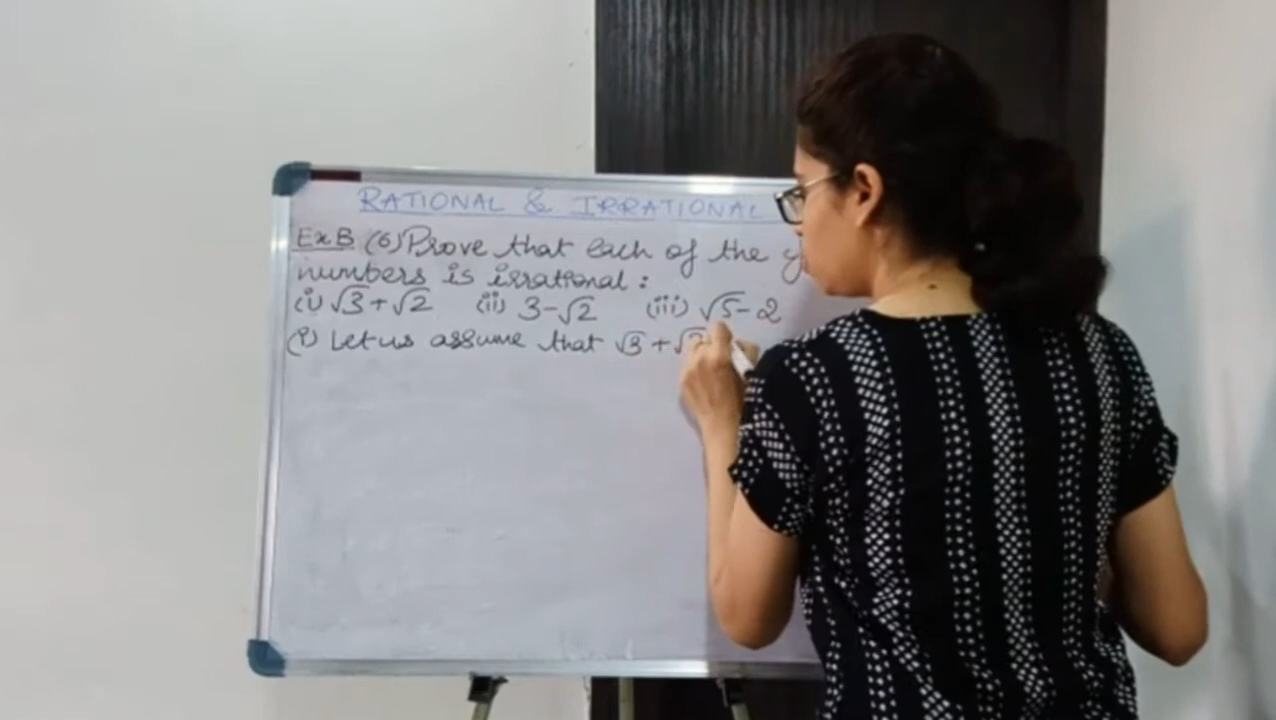 RATIONAL & IRRATIONAL
Ex B (6) Prove that each of the
numbers is irrational:
(i) √3+√2 (ii) 3-√2 (iii) √5-2
(i) Let us assume that √3 + √2